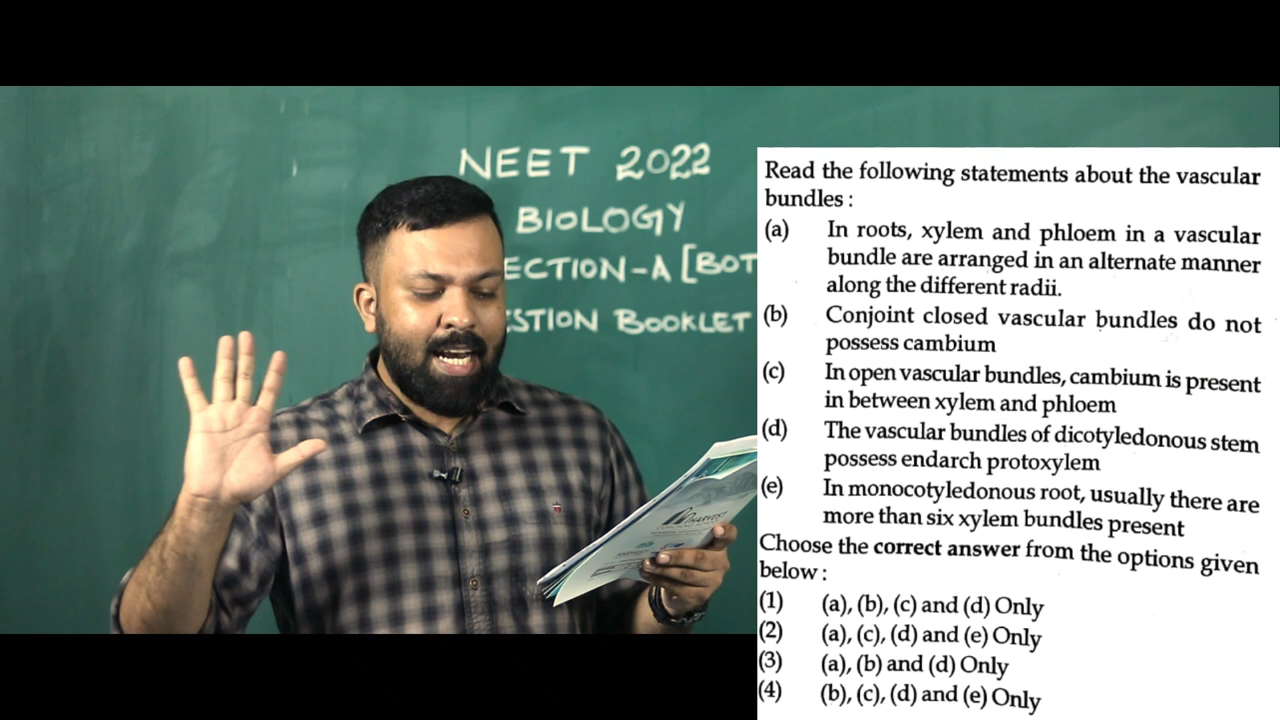 NEET 2022
BIOLOGY
ECTION-A [BOT
ESTION BOOKLET
HARVEST
Read the following statements about the vascular
bundles :
(a) In roots, xylem and phloem in a vascular
bundle are arranged in an alternate manner
along the different radii.
(b) Conjoint closed vascular bundles do not
possess cambium
(c) In open vascular bundles, cambium is present
in between xylem and phloem
(d) The vascular bundles of dicotyledonous stem
possess endarch protoxylem
(e) In monocotyledonous root, usually there are
more than six xylem bundles present
Choose the correct answer from the options given
below :
(1) (a), (b), (c) and (d) Only
(2) (a), (c), (d) and (e) Only
(3) (a), (b) and (d) Only
(4) (b), (c), (d) and (e) Only